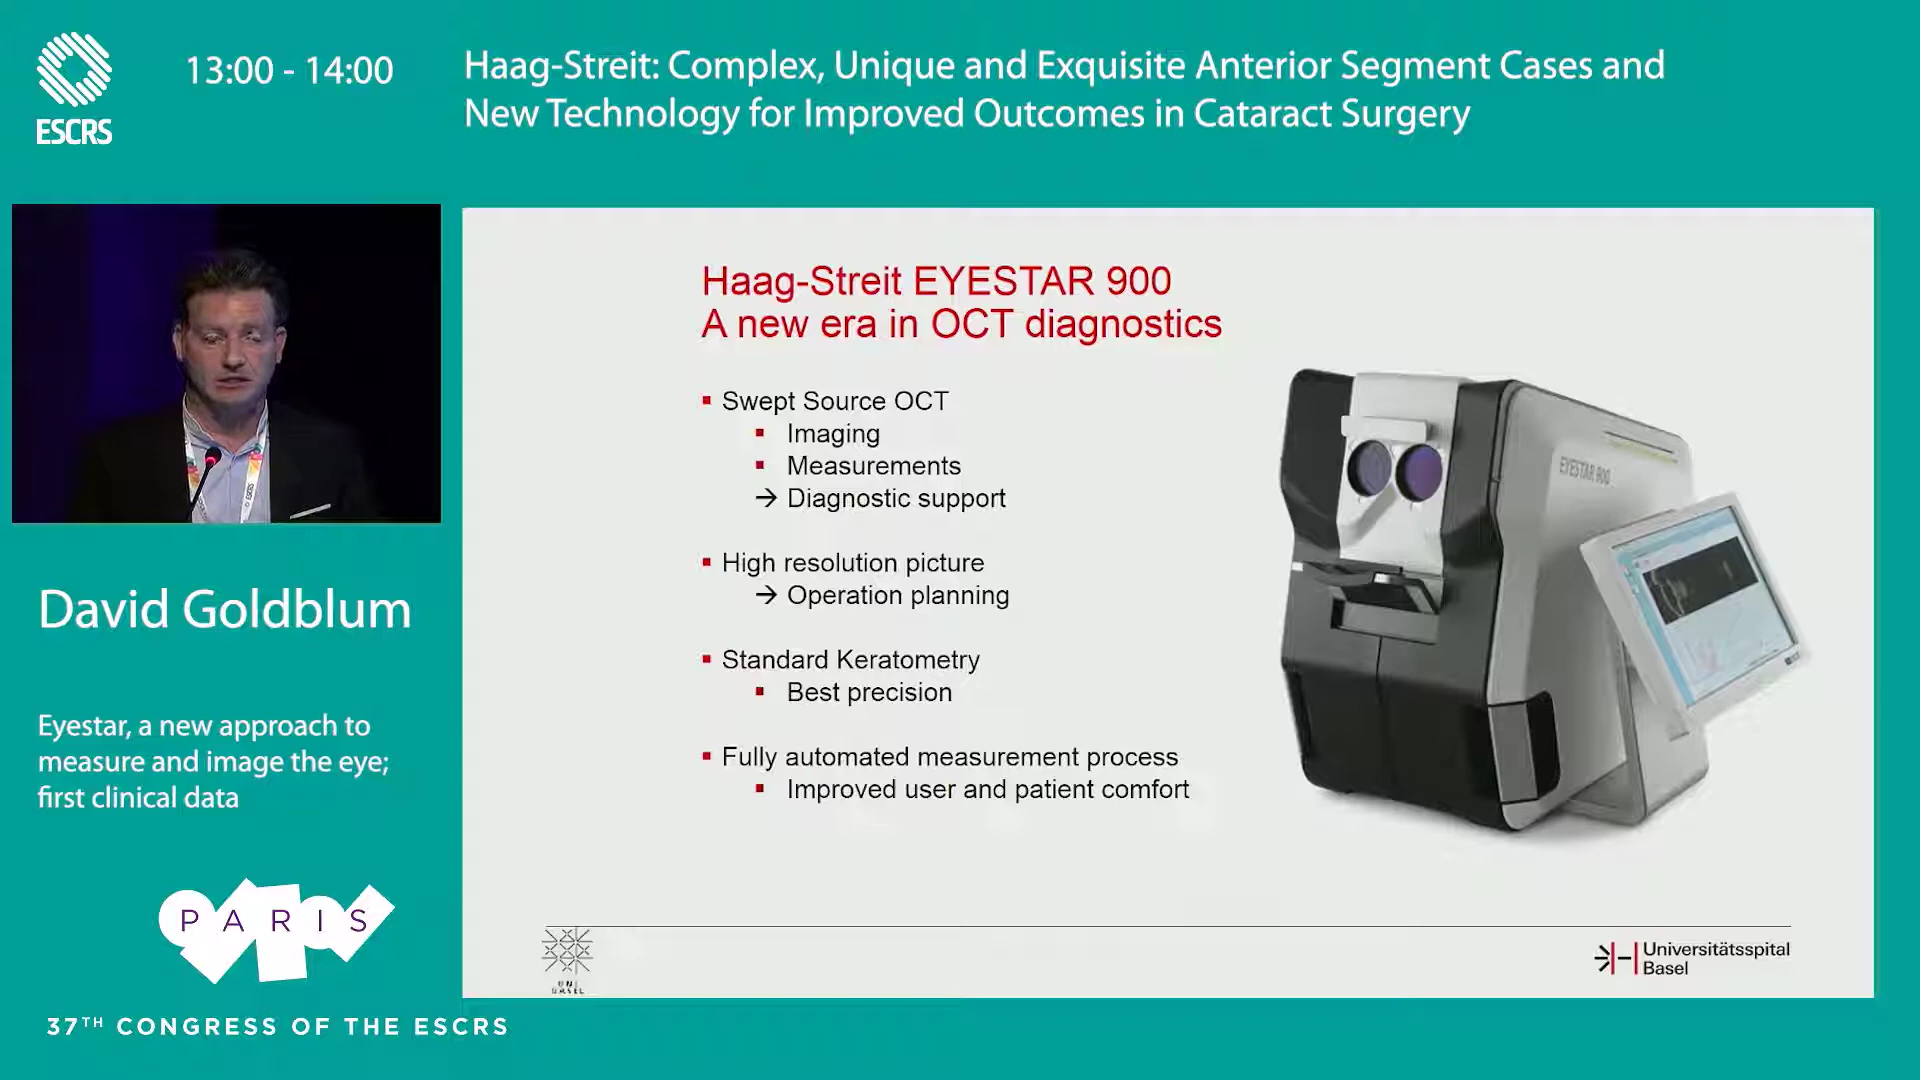 ESCRS
13:00 - 14:00
Haag-Streit: Complex, Unique and Exquisite Anterior Segment Cases and
New Technology for Improved Outcomes in Cataract Surgery
David Goldblum
Eyestar, a new approach to
measure and image the eye;
first clinical data
PARIS
37TH CONGRESS OF THE ESCRS
Haag-Streit EYESTAR 900
A new era in OCT diagnostics
▪ Swept Source OCT
▪ Imaging
▪ Measurements
→ Diagnostic support
▪ High resolution picture
→ Operation planning
▪ Standard Keratometry
▪ Best precision
▪ Fully automated measurement process
▪ Improved user and patient comfort
EYESTAR 900
UNI
BASEL
Universitätsspital
Basel